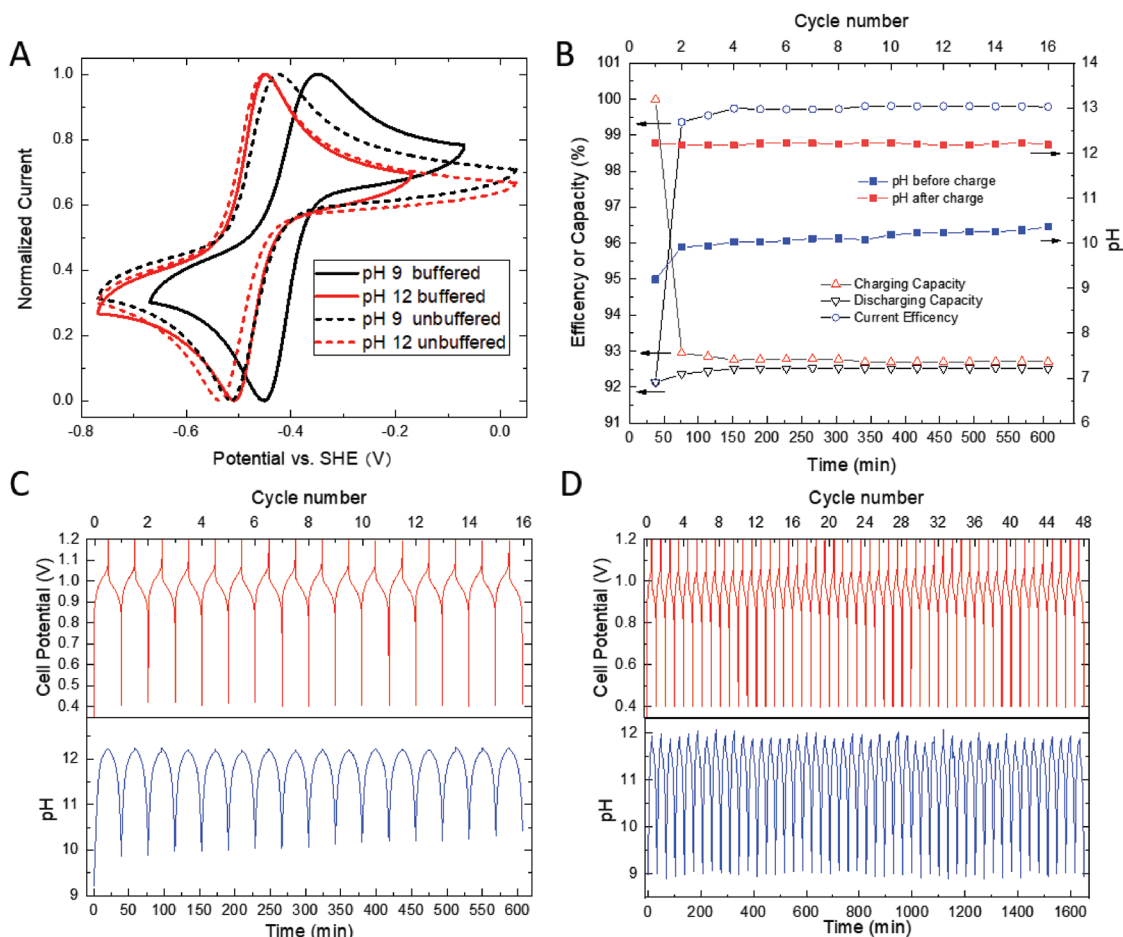 A
Normalized Current
1.0
0.8
0.6
0.4
0.2
0.0
pH 9 buffered
pH 12 buffered
pH 9 unbuffered
pH 12 unbuffered
-0.8 -0.6 -0.4 -0.2 0.0
Potential vs. SHE (V)
B
Cycle number
0 2 4 6 8 10 12 14 16
Efficency or Capacity (%)
101
100
99
98
97
96
95
94
93
92
91
pH before charge
pH after charge
Charging Capacity
Discharging Capacity
Current Efficency
14
13
12
11
10
9
8
7
6
pH
0 50 100 150 200 250 300 350 400 450 500 550 600
Time (min)
C
Cycle number
0 2 4 6 8 10 12 14 16
Cell Potential (V)
1.2
1.0
0.9
0.8
0.6
0.5
0.4
pH
12
11
10
9
0 50 100 150 200 250 300 350 400 450 500 550 600
Time (min)
D
Cycle number
0 4 8 12 16 20 24 28 32 36 40 44 48
Cell Potential (V)
1.2
1.0
0.8
0.6
0.4
pH
12
11
10
9
8
0 200 400 600 800 1000 1200 1400 1600
Time (min)